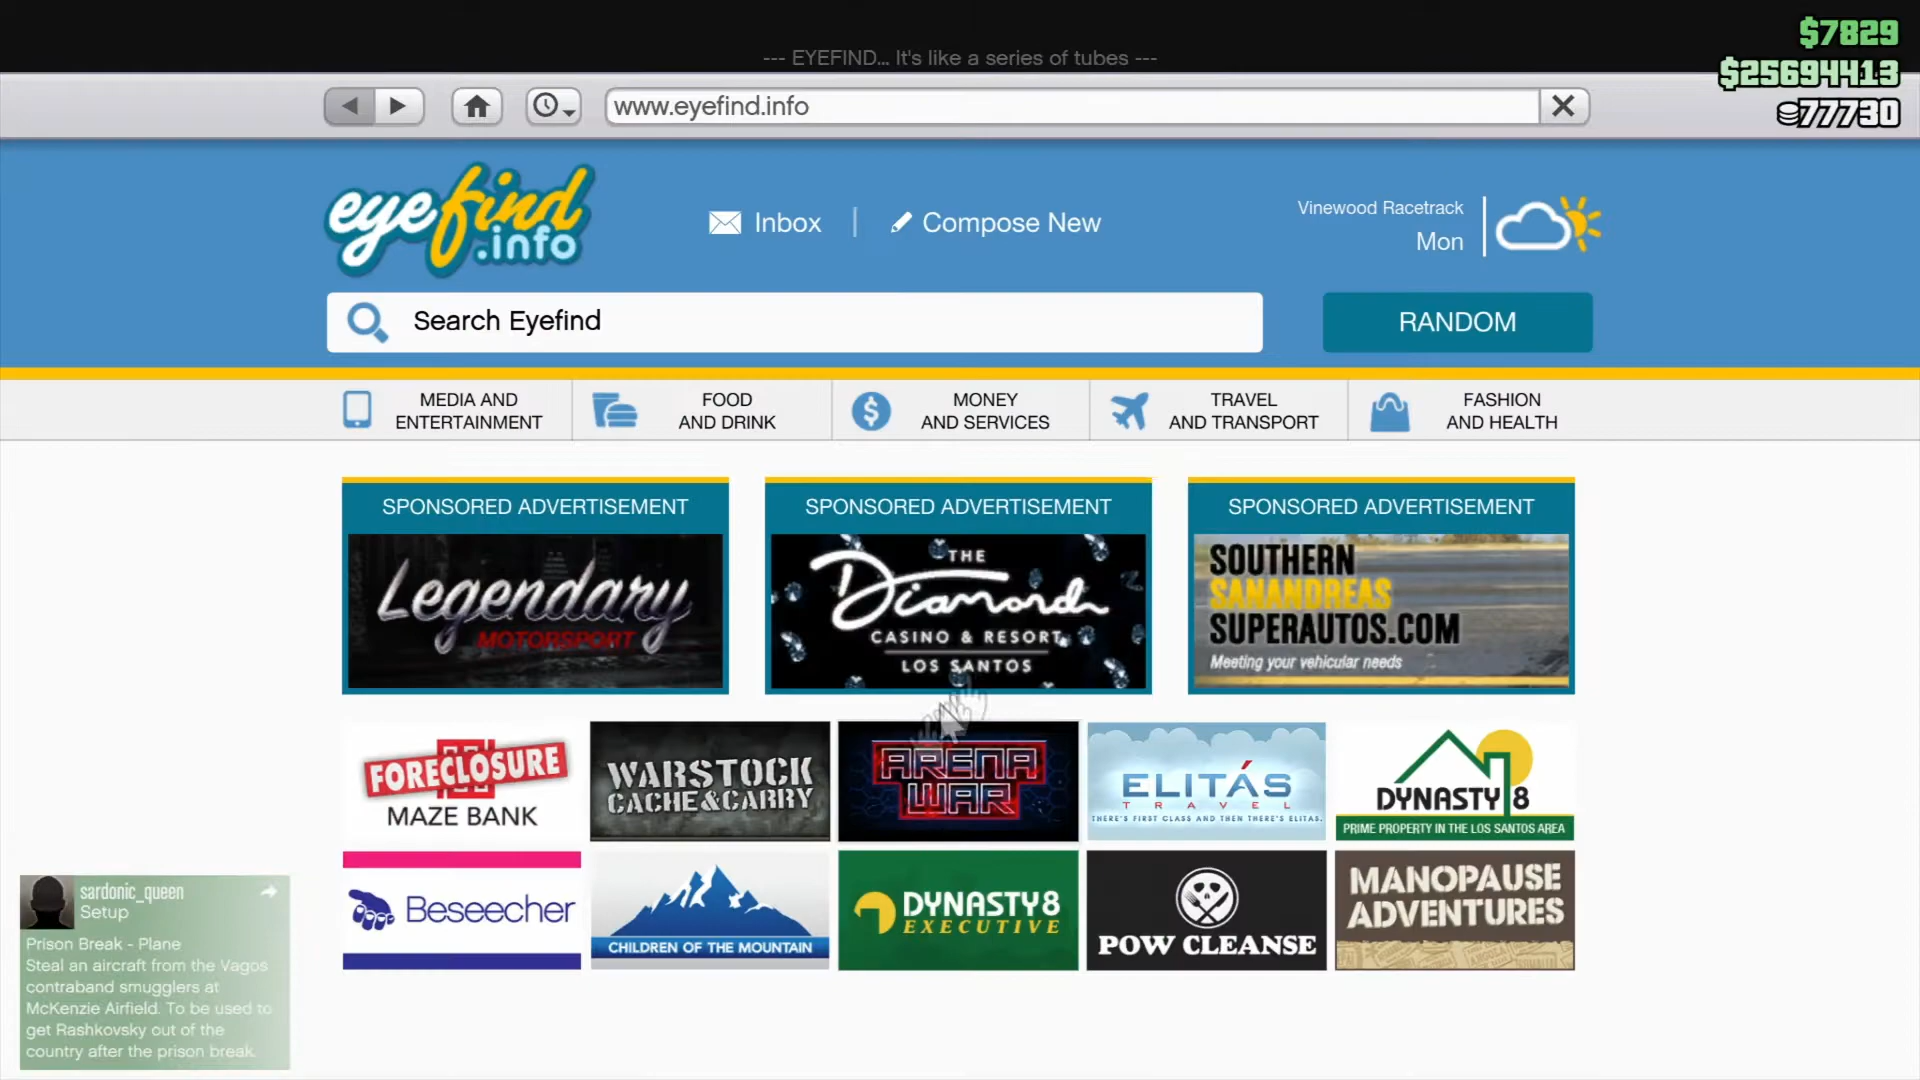 $7829
--- EYEFIND... It's like a series of tubes ---
$25694413
www.eyefind.info
77730
eyefind
.info
Inbox
Compose New
Vinewood Racetrack
Mon
Search Eyefind
RANDOM
MEDIA AND
ENTERTAINMENT
FOOD
AND DRINK
MONEY
AND SERVICES
TRAVEL
AND TRANSPORT
FASHION
AND HEALTH
SPONSORED ADVERTISEMENT
Legendary
MOTORSPORT
SPONSORED ADVERTISEMENT
THE
Diamond
CASINO & RESORT
LOS SANTOS
SPONSORED ADVERTISEMENT
SOUTHERN
SANANDREAS
SUPERAUTOS.COM
Meeting your vehicular needs
FORECLOSURE
MAZE BANK
WARSTOCK
CACHE&CARRY
ARENA
WAR
ELITÁS
TRAVEL
THERE'S FIRST CLASS AND THEN THERE'S ELITAS.
DYNASTY 8
PRIME PROPERTY IN THE LOS SANTOS AREA
Beseecher
CHILDREN OF THE MOUNTAIN
DYNASTY 8
EXECUTIVE
POW CLEANSE
MANOPAUSE
ADVENTURES
sardonic_queen
Setup
Prison Break - Plane
Steal an aircraft from the Vagos
contraband smugglers at
McKenzie Airfield. To be used to
get Rashkovsky out of the
country after the prison break.